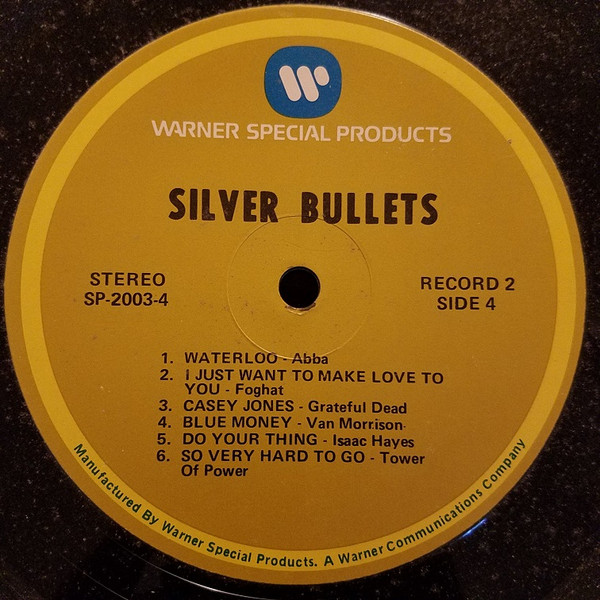 WARNER SPECIAL PRODUCTS
SILVER BULLETS
STEREO
SP-2003-4
RECORD 2
SIDE 4
1. WATERLOO - Abba
2. I JUST WANT TO MAKE LOVE TO
YOU - Foghat
3. CASEY JONES - Grateful Dead
4. BLUE MONEY - Van Morrison
5. DO YOUR THING - Isaac Hayes
6. SO VERY HARD TO GO - Tower
Of Power
Manufactured By Warner Special Products. A Warner Communications Company